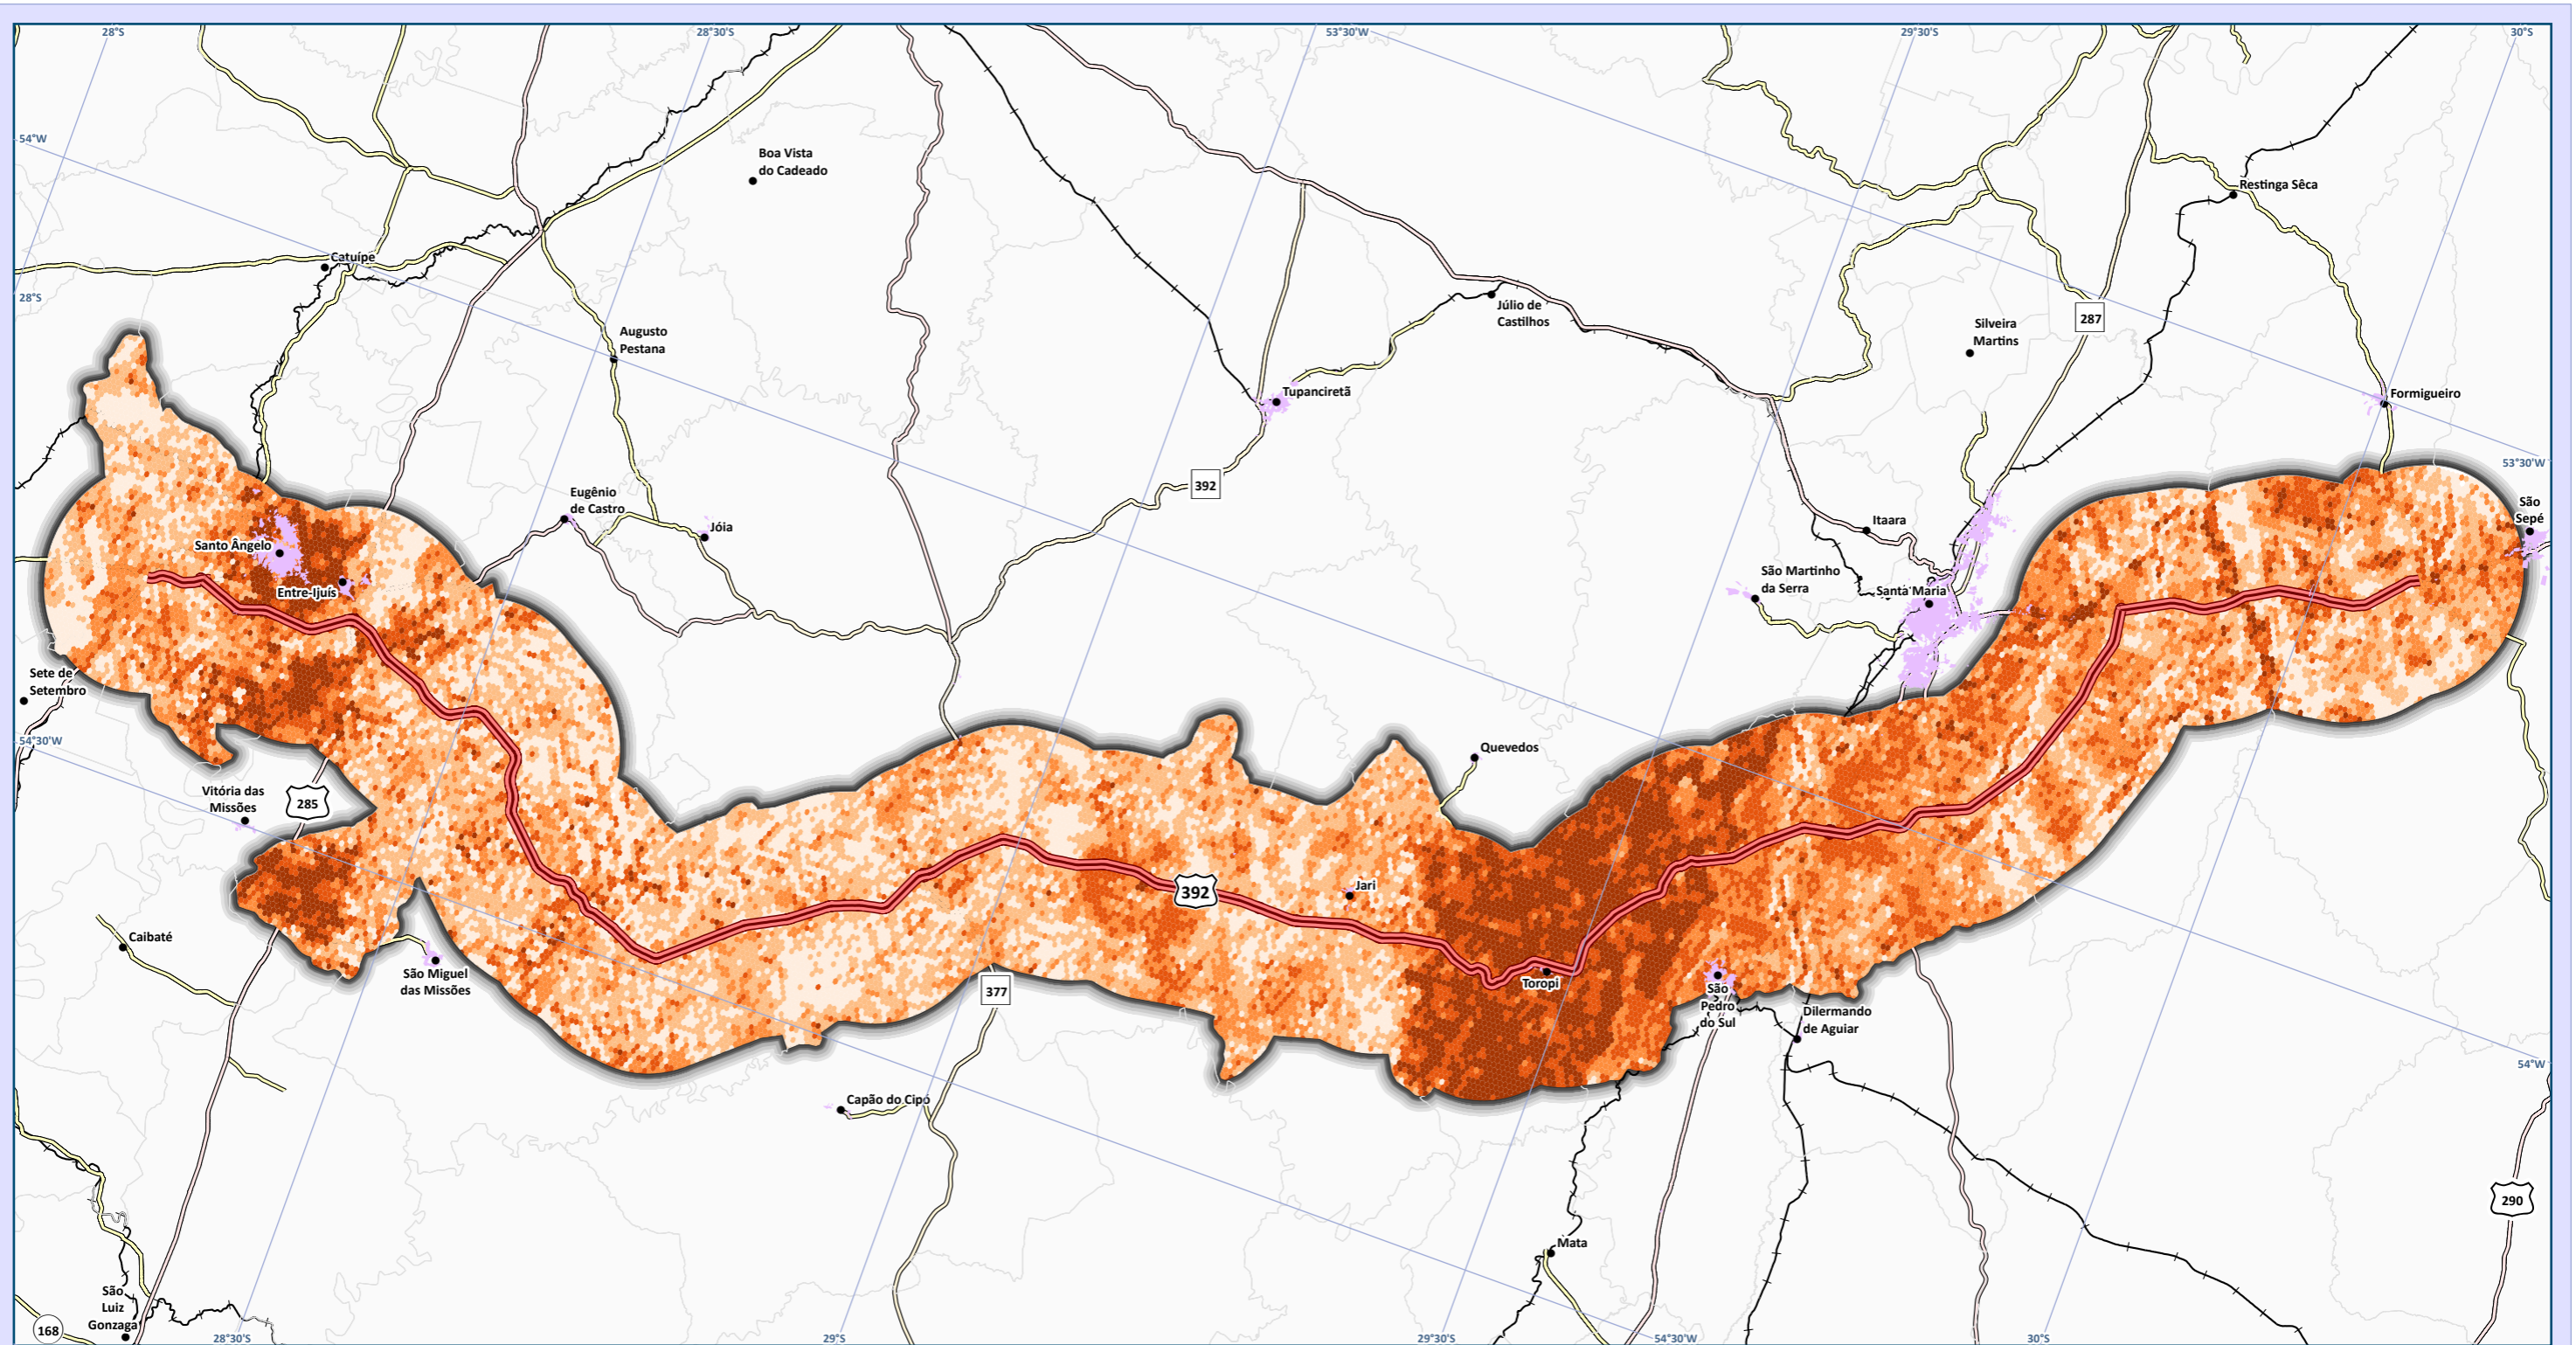 28°S
28°30'S
53°30'W
29°30'S
30°S
54°W
Boa Vista
do Cadeado
Restinga Sêca
Catuípe
28°S
Júlio de
Castilhos
287
Silveira
Martins
Augusto
Pestana
Tupanciretã
Formigueiro
53°30'W
392
Eugênio
de Castro
Jóia
São
Sepé
Itaara
Santo Ângelo
Entre-Ijuís
São Martinho
da Serra
Santa Maria
Sete de
Setembro
54°30'W
Quevedos
Vitória das
Missões
285
392
Jari
Caibaté
São Miguel
das Missões
377
Toropi
São
Pedro
do Sul
Dilermando
de Aguiar
54°W
Capão do Cipó
290
Mata
São
Luiz
Gonzaga
168
28°30'S
29°S
29°30'S
54°30'W
30°S